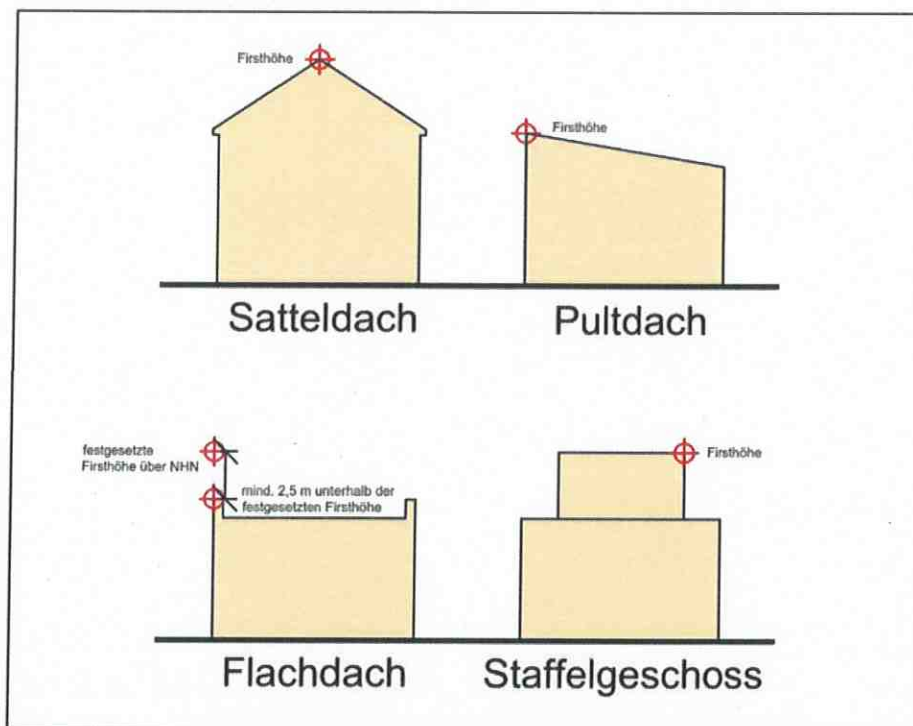 Firsthöhe
Firsthöhe
Satteldach
Pultdach
festgesetzte
Firsthöhe über NHN
mind. 2,5 m unterhalb der
festgesetzten Firsthöhe
Firsthöhe
Flachdach
Staffelgeschoss